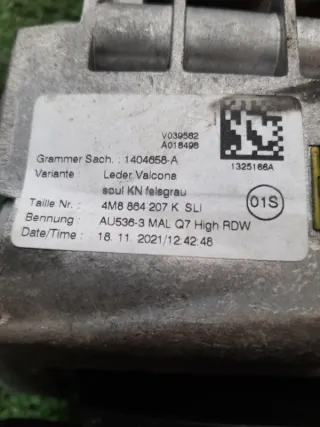 V039562
A018498
Grammer Sach.: 1404658-A
1325166A
Variante : Leder Valcona
soul KN felsgrau
Taille Nr. : 4M8 864 207 K SLI
01S
Bennung : AU536-3 MAL Q7 High RDW
Date/Time : 18. 11. 2021/12:42:48